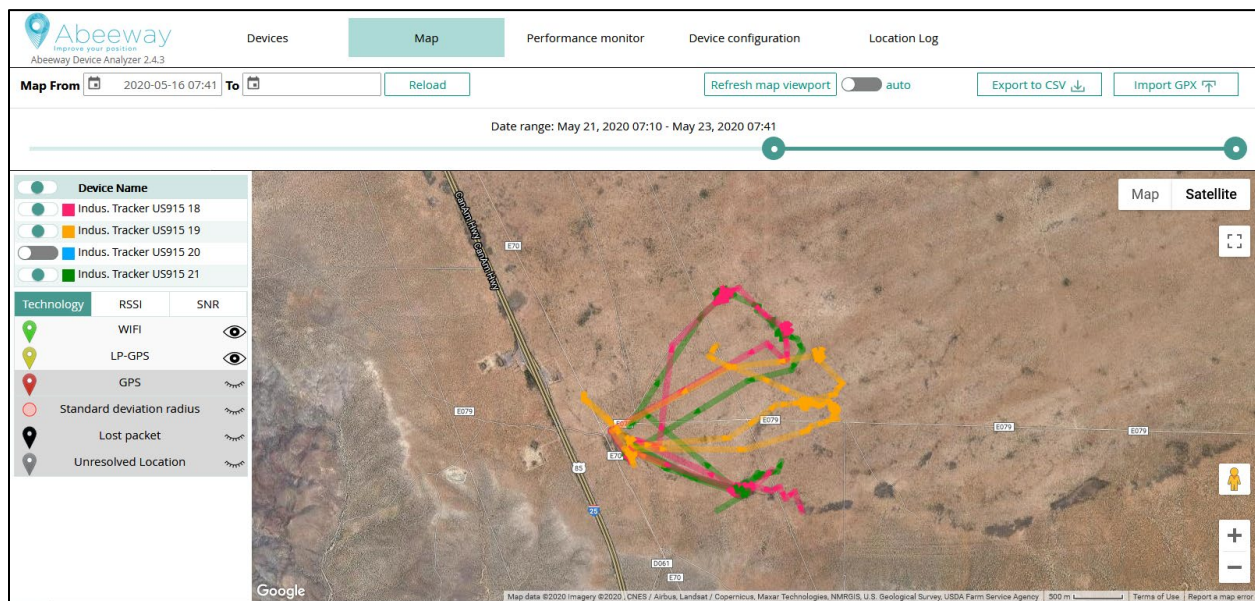 Abeeway
Improve your position
Abeeway Device Analyzer 2.4.3
Devices
Map
Performance monitor
Device configuration
Location Log
Map From 2020-05-16 07:41 To
Reload
Refresh map viewport
auto
Export to CSV
Import GPX
Date range: May 21, 2020 07:10 - May 23, 2020 07:41
Device Name
Indus. Tracker US915 18
Indus. Tracker US915 19
Indus. Tracker US915 20
Indus. Tracker US915 21
Technology
RSSI
SNR
WIFI
LP-GPS
GPS
Standard deviation radius
Lost packet
Unresolved Location
Map
Satellite
CanAm Hwy
CanAm Hwy
E70
E079
E079
E079
E079
E70
85
25
D061
E70
Google
Map data ©2020 Imagery ©2020 , CNES / Airbus, Landsat / Copernicus, Maxar Technologies, NMRGIS, U.S. Geological Survey, USDA Farm Service Agency
500 m
Terms of Use
Report a map error